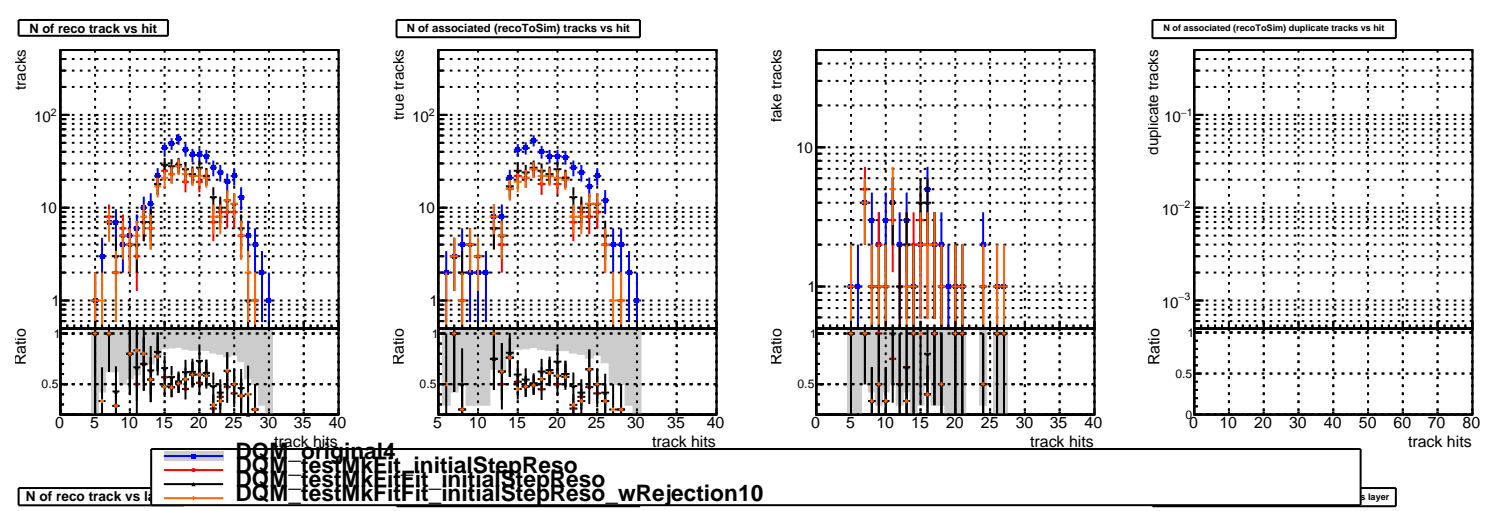 N of reco track vs hit
N of associated (recoToSim) tracks vs hit
N of associated (recoToSim) duplicate tracks vs hit
tracks
10²
10
1
Ratio
1
0.5
0 5 10 15 20 25 30 35 40
track hits
true tracks
10²
10
1
Ratio
1
0.5
5 10 15 20 25 30 35 40
track hits
fake tracks
10
1
Ratio
1
0.5
0 5 10 15 20 25 30 35 40
track hits
duplicate tracks
10⁻¹
10⁻²
10⁻³
Ratio
1
0.5
0
0 10 20 30 40 50 60 70 80
track hits
DQM_original4
DQM_testMkFit_initialStepReso
DQM_testMkFitFit_initialStepReso
DQM_testMkFitFit_initialStepReso_wRejection10
N of reco track vs la
s layer